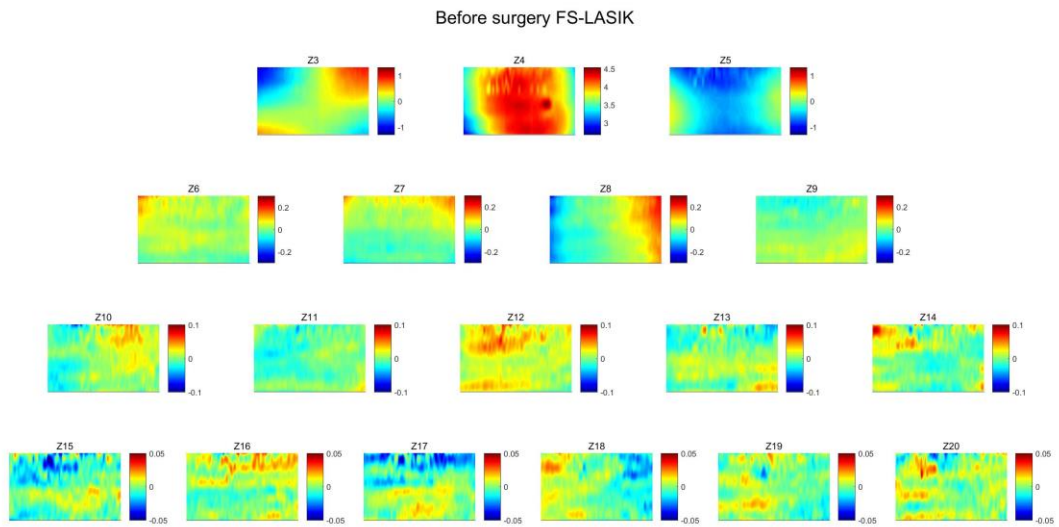 Before surgery FS-LASIK
Z3 Z4 Z5
1 4.5 1
4
0 3.5 0
-1 3 -1
Z6 Z7 Z8 Z9
0.2 0.2 0.2 0.2
0 0 0 0
-0.2 -0.2 -0.2 -0.2
Z10 Z11 Z12 Z13 Z14
0.1 0.1 0.1 0.1 0.1
0 0 0 0 0
-0.1 -0.1 -0.1 -0.1 -0.1
Z15 Z16 Z17 Z18 Z19 Z20
0.05 0.05 0.05 0.05 0.05 0.05
0 0 0 0 0 0
-0.05 -0.05 -0.05 -0.05 -0.05 -0.05